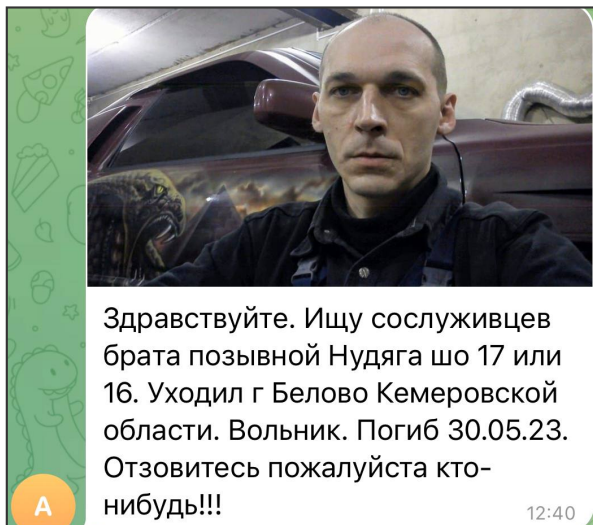 Здравствуйте. Ищу сослуживцев
брата позывной Нудяга шо 17 или
16. Уходил г Белово Кемеровской
области. Вольник. Погиб 30.05.23.
Отзовитесь пожалуйста кто-
нибудь!!!
А
12:40